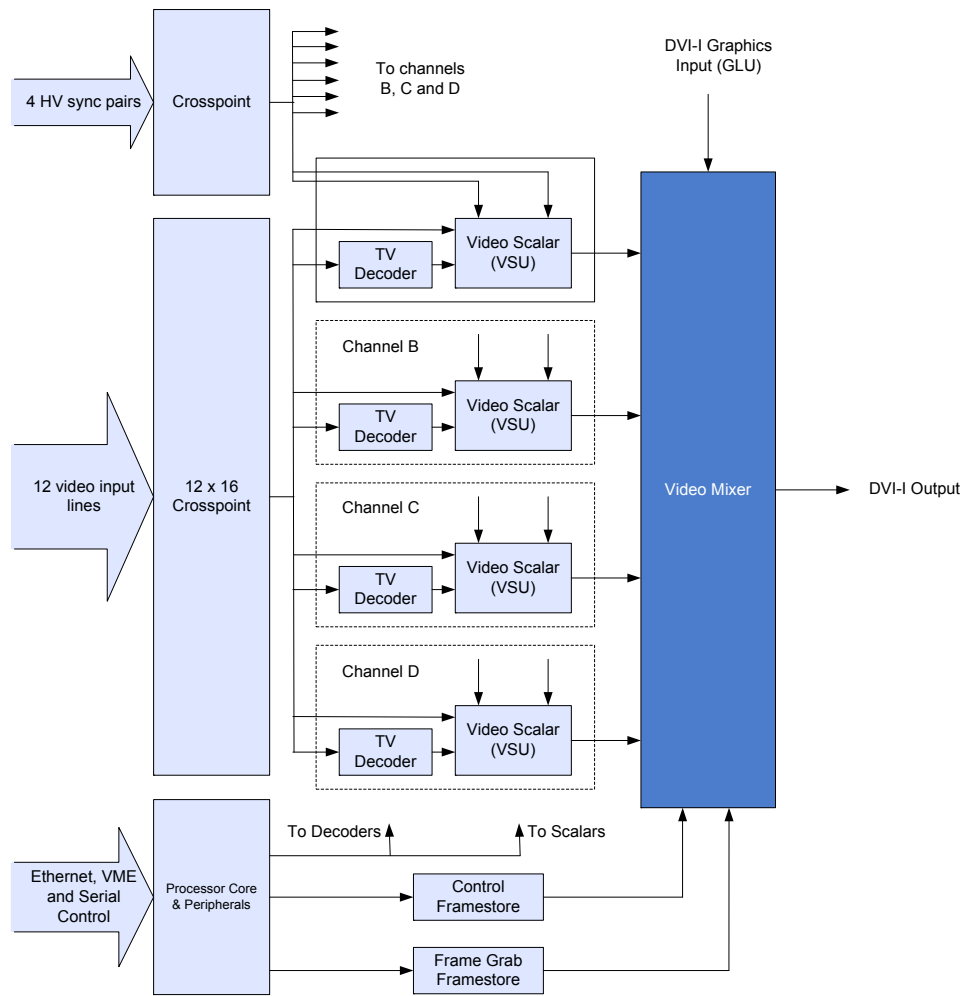 4 HV sync pairs
Crosspoint
To channels
B, C and D
DVI-I Graphics
Input (GLU)
TV
Decoder
Video Scalar
(VSU)
Channel B
TV
Decoder
Video Scalar
(VSU)
12 video input
lines
12 x 16
Crosspoint
Channel C
TV
Decoder
Video Scalar
(VSU)
Video Mixer
DVI-I Output
Channel D
TV
Decoder
Video Scalar
(VSU)
Ethernet, VME
and Serial
Control
Processor Core
& Peripherals
To Decoders
To Scalars
Control
Framestore
Frame Grab
Framestore